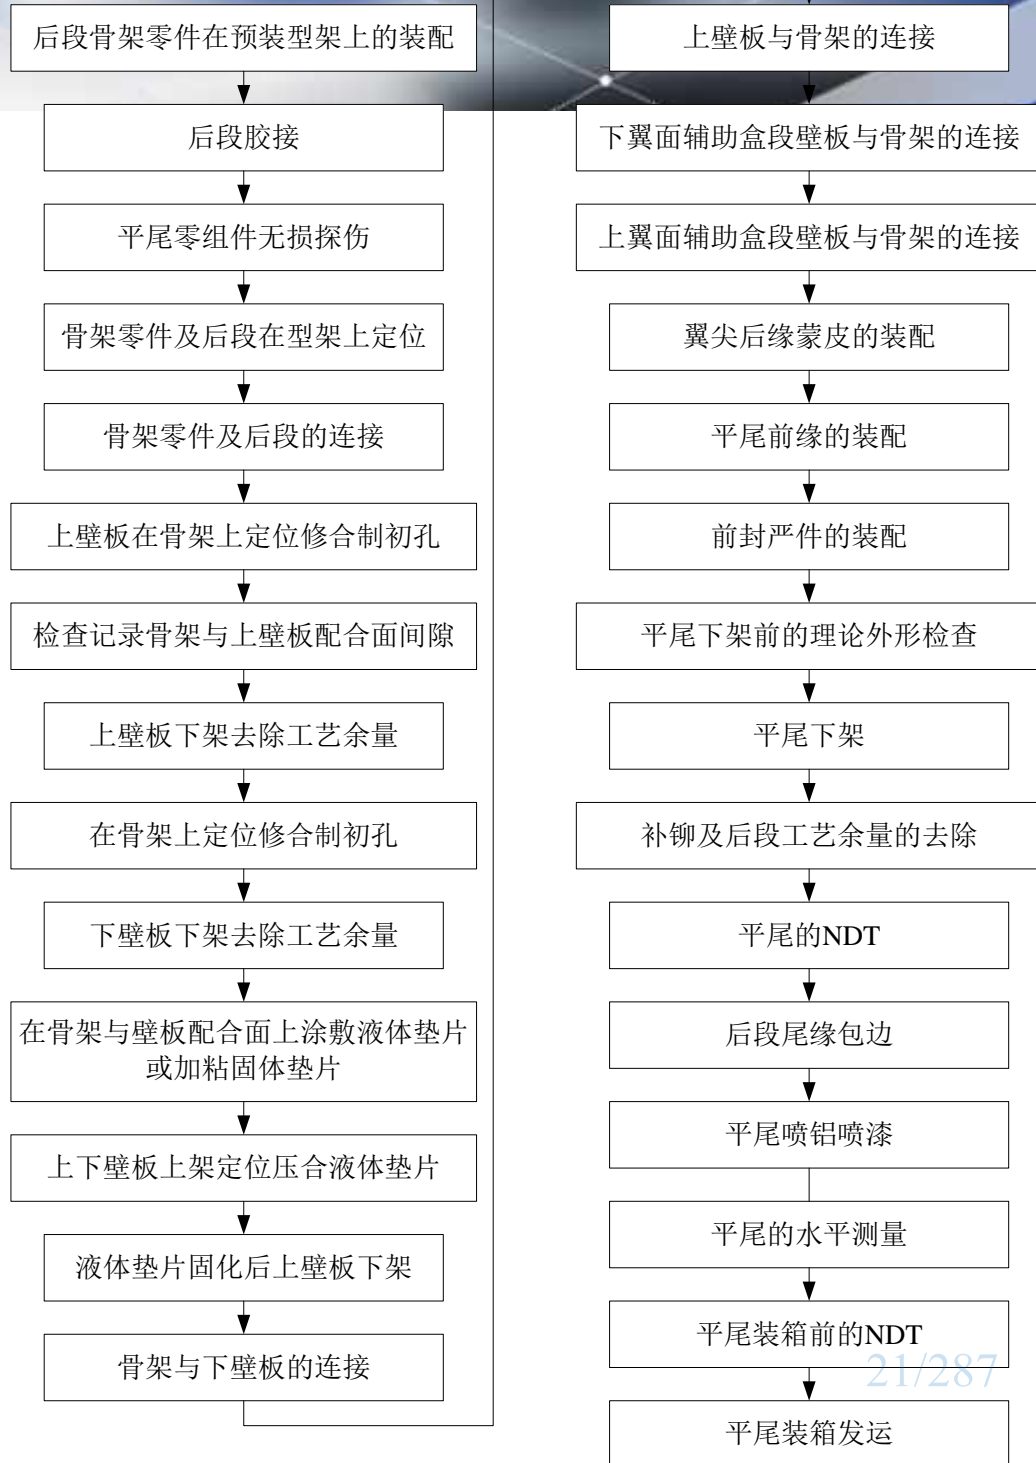 后段骨架零件在预装型架上的装配
后段胶接
平尾零组件无损探伤
骨架零件及后段在型架上定位
骨架零件及后段的连接
上壁板在骨架上定位修合制初孔
检查记录骨架与上壁板配合面间隙
上壁板下架去除工艺余量
在骨架上定位修合制初孔
下壁板下架去除工艺余量
在骨架与壁板配合面上涂敷液体垫片
或加粘固体垫片
上下壁板上架定位压合液体垫片
液体垫片固化后上壁板下架
骨架与下壁板的连接
上壁板与骨架的连接
下翼面辅助盒段壁板与骨架的连接
上翼面辅助盒段壁板与骨架的连接
翼尖后缘蒙皮的装配
平尾前缘的装配
前封严件的装配
平尾下架前的理论外形检查
平尾下架
补铆及后段工艺余量的去除
平尾的NDT
后段尾缘包边
平尾喷铝喷漆
平尾的水平测量
平尾装箱前的NDT
21/287
平尾装箱发运